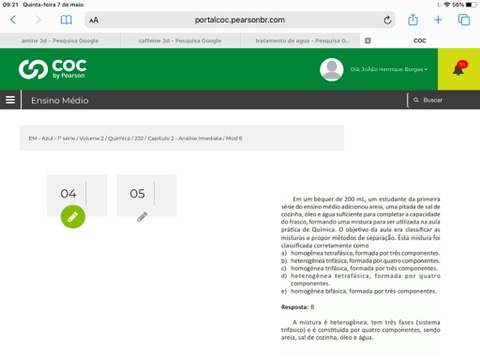 09:21 Quinta-feira 7 de maio
56%
AA
portalcoc.pearsonbr.com
amine 3d - Pesquisa Google
caffeine 3d - Pesquisa Google
tratamento de agua - Pesquisa G...
COC
COC
by Pearson
Olá, JoÃ£o Henrique Borges
Ensino Médio
Buscar
EM - Azul - 1ª série / Volume 2 / Química / 232 / Capítulo 2 - Análise Imediata / Mod 6
04
05
Em um béquer de 200 mL, um estudante da primeira
série do ensino médio adicionou areia, uma pitada de sal de
cozinha, óleo e água suficiente para completar a capacidade
do frasco, formando uma mistura para ser utilizada na aula
prática de Química. O objetivo da aula era classificar as
misturas e propor métodos de separação. Esta mistura foi
classificada corretamente como
a) homogênea tetrafásica, formada por três componentes.
b) heterogênea trifásica, formada por quatro componentes.
c) homogênea trifásica, formada por três componentes.
d) heterogênea tetrafásica, formada por quatro
componentes.
e) homogênea bifásica, formada por três componentes.
Resposta: B
A mistura é heterogênea, tem três fases (sistema
trifásico) e é constituída por quatro componentes, sendo
areia, sal de cozinha, óleo e água.